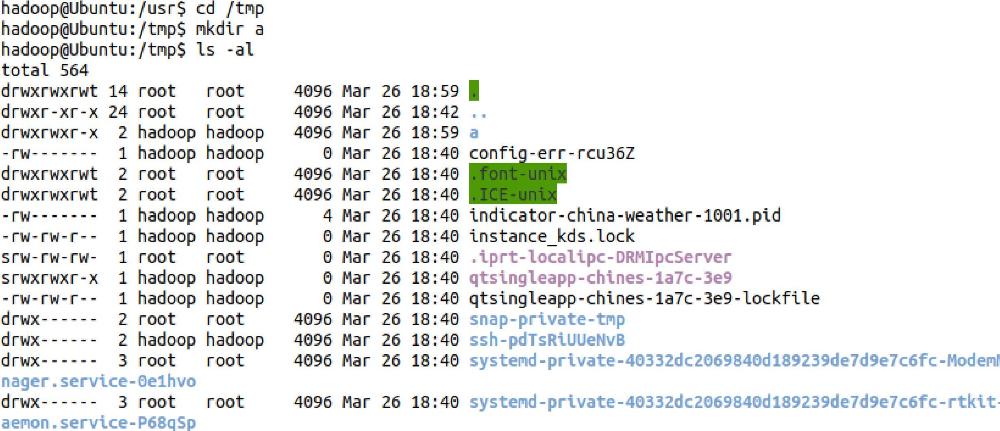 hadoop@Ubuntu:/usr$ cd /tmp
hadoop@Ubuntu:/tmp$ mkdir a
hadoop@Ubuntu:/tmp$ ls -al
total 564
drwxrwxrwt 14 root   root     4096 Mar 26 18:59 .
drwxr-xr-x 24 root   root     4096 Mar 26 18:42 ..
drwxrwxr-x  2 hadoop hadoop   4096 Mar 26 18:59 a
-rw-------  1 hadoop hadoop      0 Mar 26 18:40 config-err-rcu36Z
drwxrwxrwt  2 root   root     4096 Mar 26 18:40 .font-unix
drwxrwxrwt  2 root   root     4096 Mar 26 18:40 .ICE-unix
-rw-------  1 hadoop hadoop      4 Mar 26 18:40 indicator-china-weather-1001.pid
-rw-rw-r--  1 hadoop hadoop      0 Mar 26 18:40 instance_kds.lock
srw-rw-rw-  1 root   root        0 Mar 26 18:40 .iprt-localipc-DRMIpcServer
srwxrwxr-x  1 hadoop hadoop      0 Mar 26 18:40 qtsingleapp-chines-1a7c-3e9
-rw-rw-r--  1 hadoop hadoop      0 Mar 26 18:40 qtsingleapp-chines-1a7c-3e9-lockfile
drwx------  2 root   root     4096 Mar 26 18:40 snap-private-tmp
drwx------  2 hadoop hadoop   4096 Mar 26 18:40 ssh-pdTsRiUUeNvB
drwx------  3 root   root     4096 Mar 26 18:40 systemd-private-40332dc2069840d189239de7d9e7c6fc-ModemM
nager.service-0e1hvo
drwx------  3 root   root     4096 Mar 26 18:40 systemd-private-40332dc2069840d189239de7d9e7c6fc-rtkit-
aemon.service-P68qSp